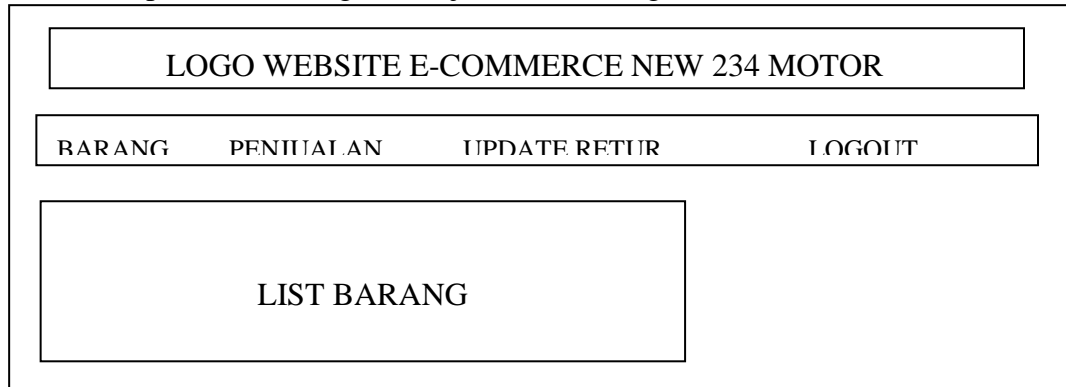 LOGO WEBSITE E-COMMERCE NEW 234 MOTOR
BARANG PENJUALAN UPDATE RETUR LOGOUT
LIST BARANG